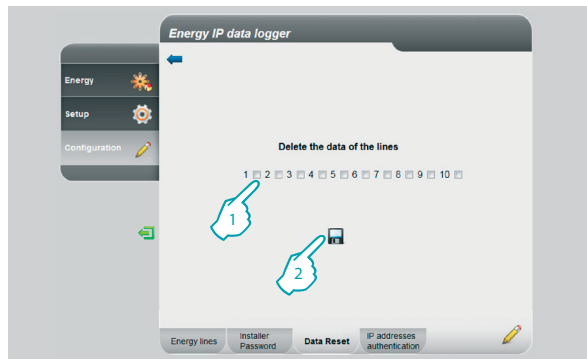 Energy IP data logger
Energy
Setup
Configuration
Delete the data of the lines
1 2 3 4 5 6 7 8 9 10
1
2
Energy lines
Installer
Password
Data Reset
IP addresses
authentication